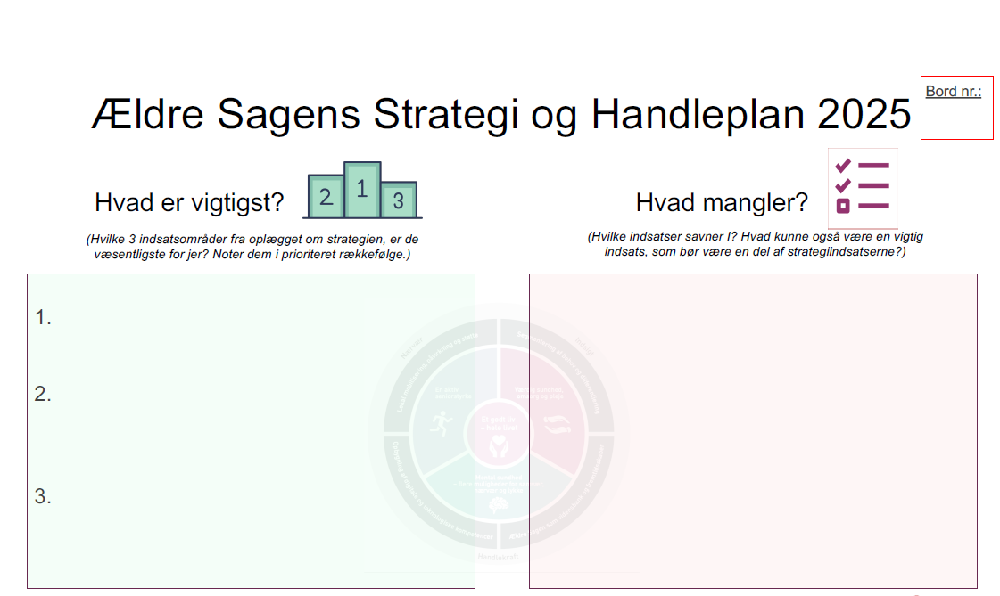 Ældre Sagens Strategi og Handleplan 2025
Bord nr.:
Hvad er vigtigst?
2
1
3
(Hvilke 3 indsatsområder fra oplægget om strategien, er de
væsentligste for jer? Noter dem i prioriteret rækkefølge.)
1.
2.
3.
Hvad mangler?
(Hvilke indsatser savner I? Hvad kunne også være en vigtig
indsats, som bør være en del af strategiindsatserne?)
Handlekraft